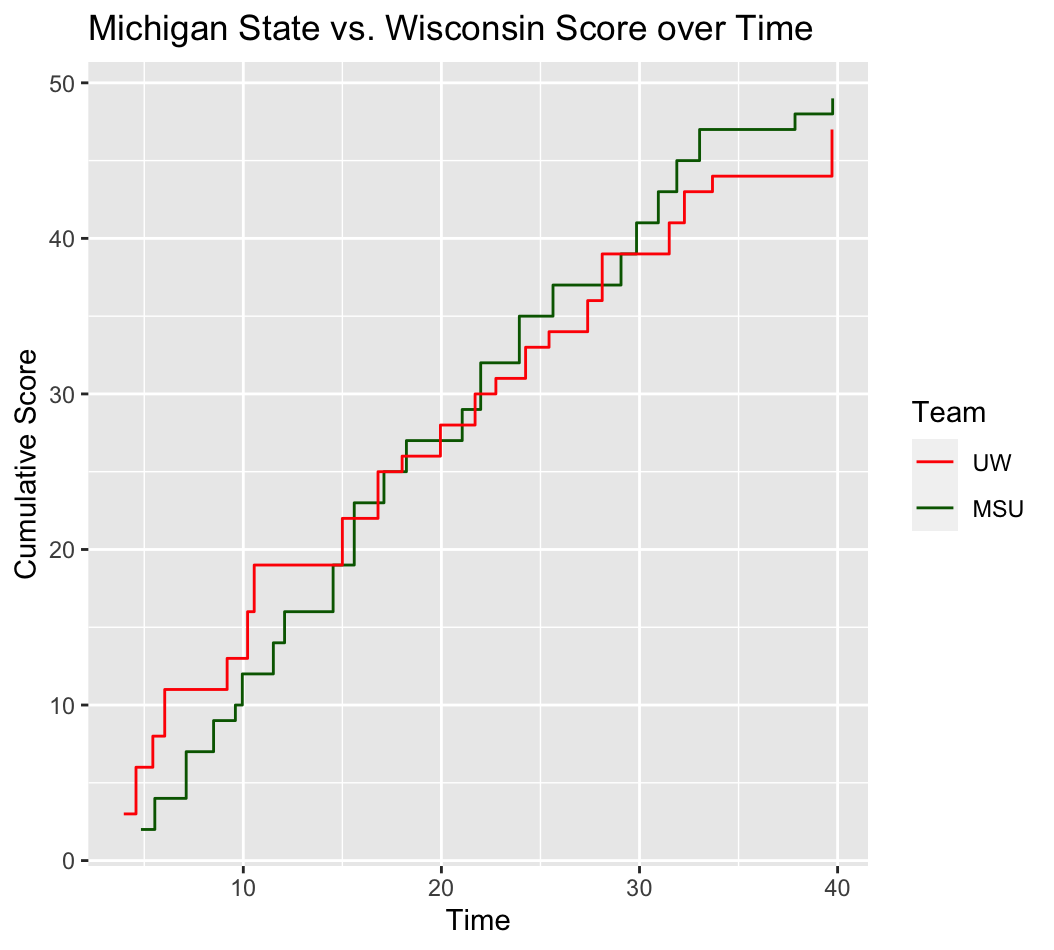 Michigan State vs. Wisconsin Score over Time
Cumulative Score
50
40
30
20
10
0
10 20 30 40
Time
Team
UW
MSU